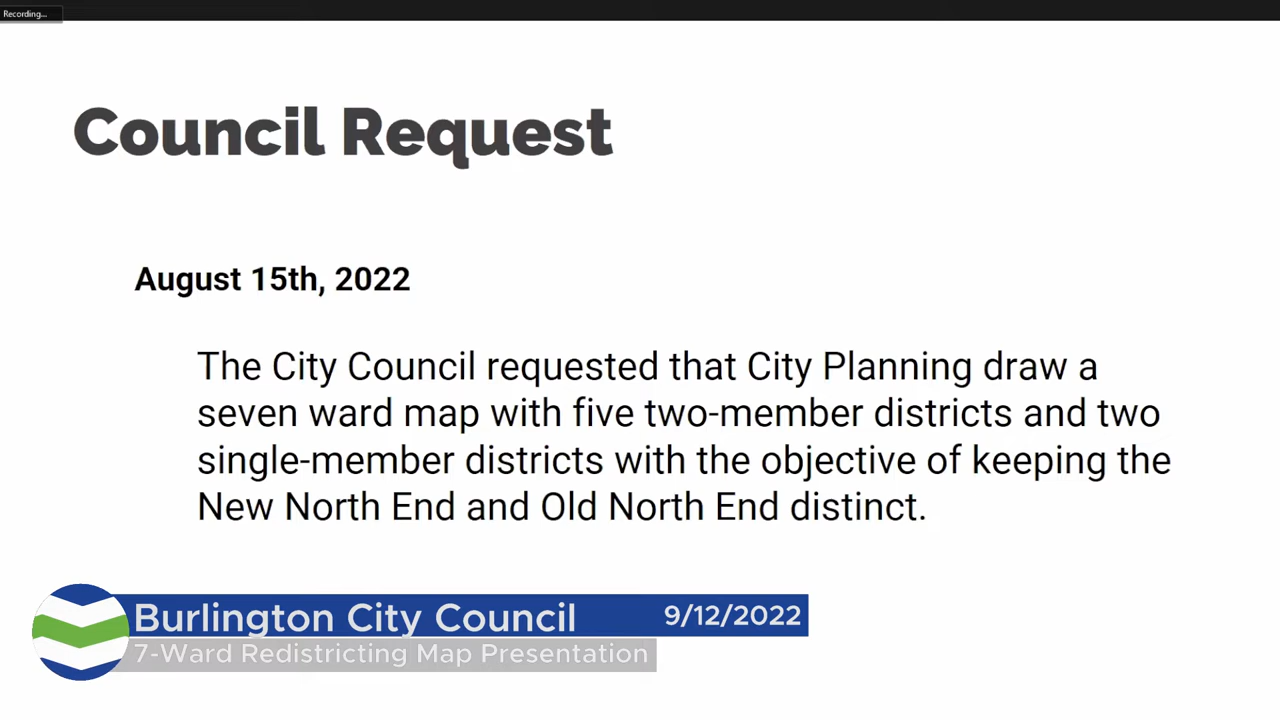 Recording...
Council Request
August 15th, 2022
The City Council requested that City Planning draw a
seven ward map with five two-member districts and two
single-member districts with the objective of keeping the
New North End and Old North End distinct.
Burlington City Council 9/12/2022
7-Ward Redistricting Map Presentation